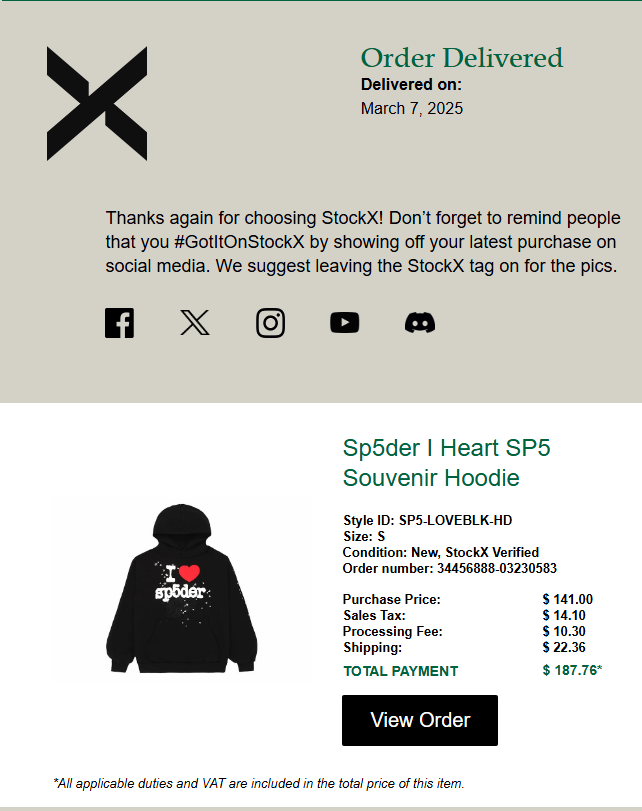 Order Delivered
Delivered on:
March 7, 2025
Thanks again for choosing StockX! Don’t forget to remind people
that you #GotItOnStockX by showing off your latest purchase on
social media. We suggest leaving the StockX tag on for the pics.
Sp5der I Heart SP5
Souvenir Hoodie
Style ID: SP5-LOVEBLK-HD
Size: S
Condition: New, StockX Verified
Order number: 34456888-03230583
I
sp5der
Purchase Price: $ 141.00
Sales Tax: $ 14.10
Processing Fee: $ 10.30
Shipping: $ 22.36
TOTAL PAYMENT $ 187.76*
View Order
*All applicable duties and VAT are included in the total price of this item.